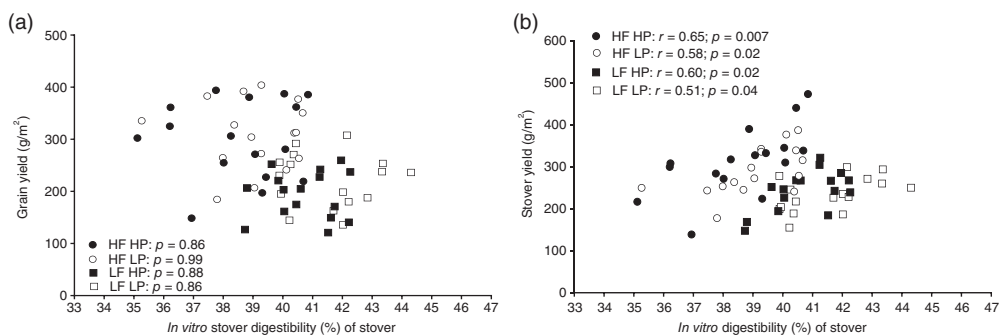 (a)
Grain yield (g/m²)
500
400
300
200
100
0
HF HP: p = 0.86
HF LP: p = 0.99
LF HP: p = 0.88
LF LP: p = 0.86
33 34 35 36 37 38 39 40 41 42 43 44 45 46 47
In vitro stover digestibility (%) of stover
(b)
Stover yield (g/m²)
600
500
400
300
200
100
0
HF HP: r = 0.65; p = 0.007
HF LP: r = 0.58; p = 0.02
LF HP: r = 0.60; p = 0.02
LF LP: r = 0.51; p = 0.04
33 34 35 36 37 38 39 40 41 42 43 44 45 46 47
In vitro digestibility (%) of stover